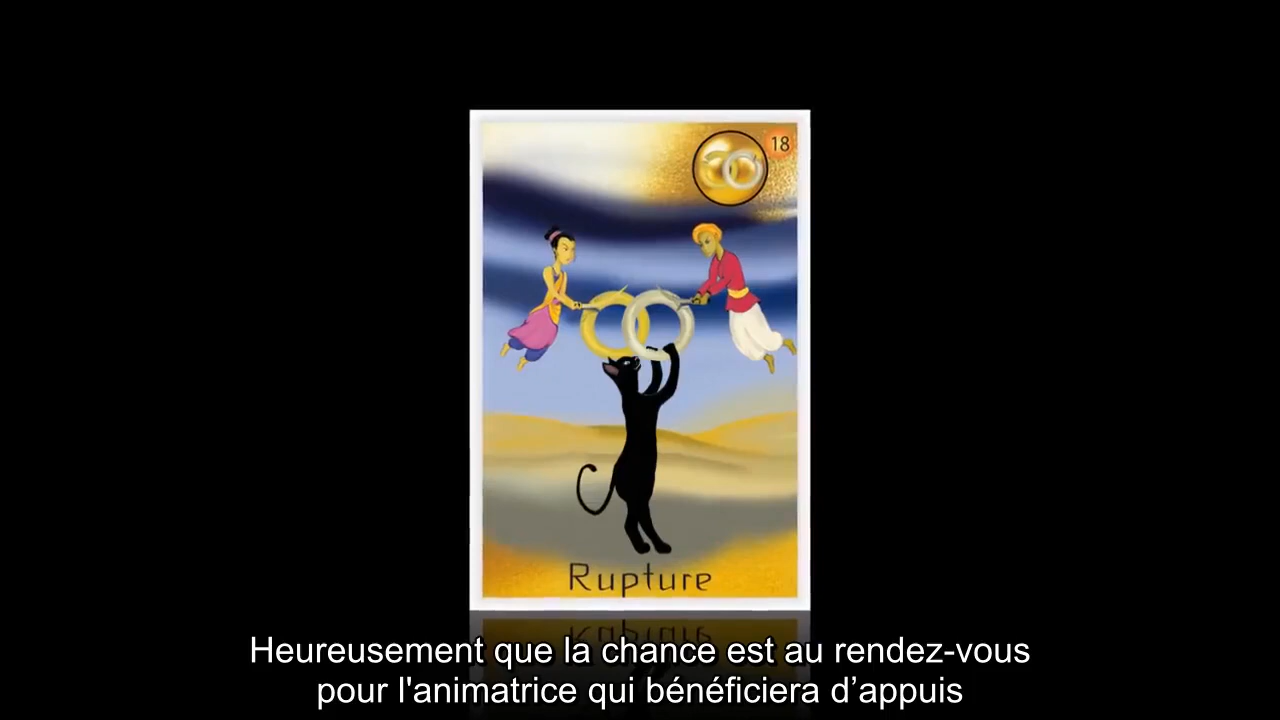 18
Rupture
Heureusement que la chance est au rendez-vous
pour l'animatrice qui bénéficiera d’appuis